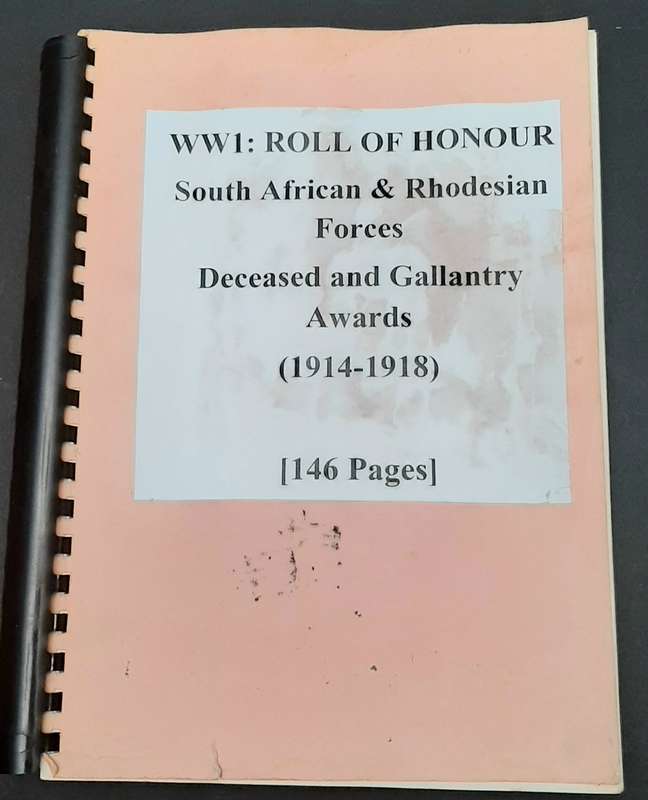 WW1: ROLL OF HONOUR
South African & Rhodesian
Forces
Deceased and Gallantry
Awards
(1914-1918)
[146 Pages]